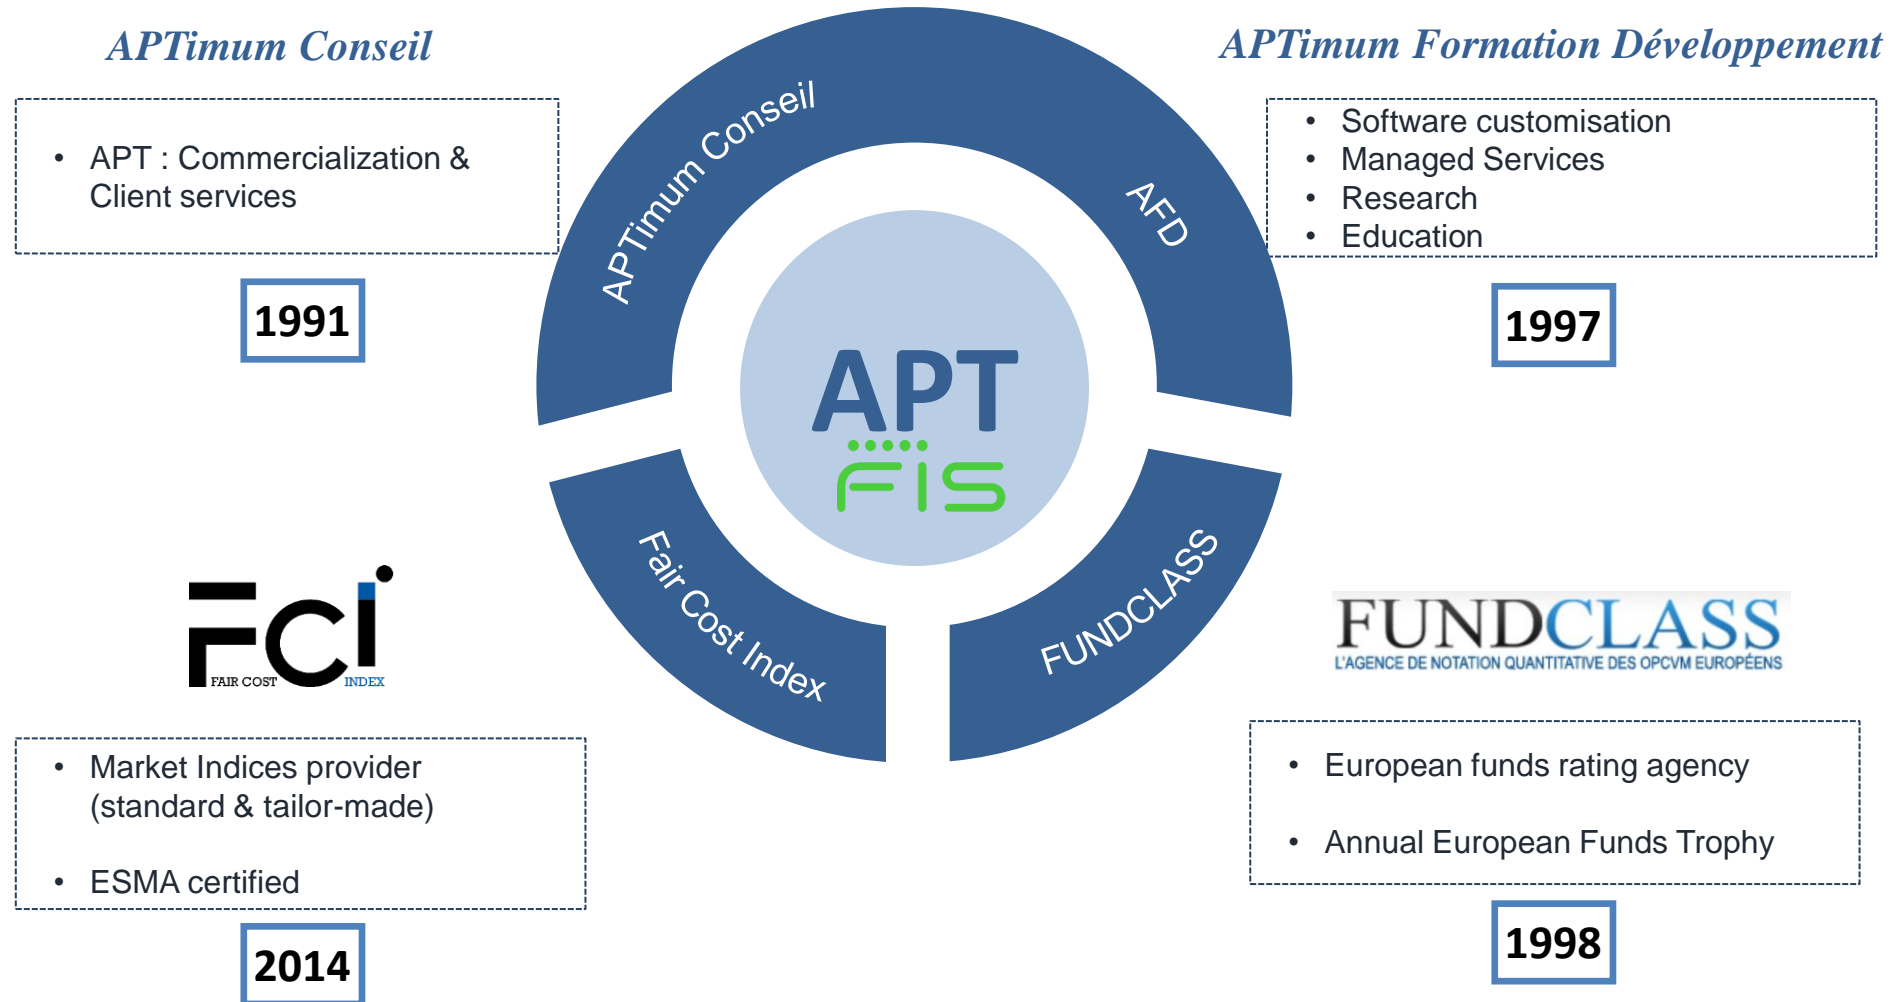 APTimum Conseil
• APT : Commercialization &
Client services
1991
APTimum Formation Développement
• Software customisation
• Managed Services
• Research
• Education
1997
APTimum Conseil
AFD
APT
FIS
Fair Cost Index
FUNDCLASS
FCI
FAIR COST INDEX
• Market Indices provider
(standard & tailor-made)
• ESMA certified
2014
FUNDCLASS
L'AGENCE DE NOTATION QUANTITATIVE DES OPCVM EUROPÉENS
• European funds rating agency
• Annual European Funds Trophy
1998